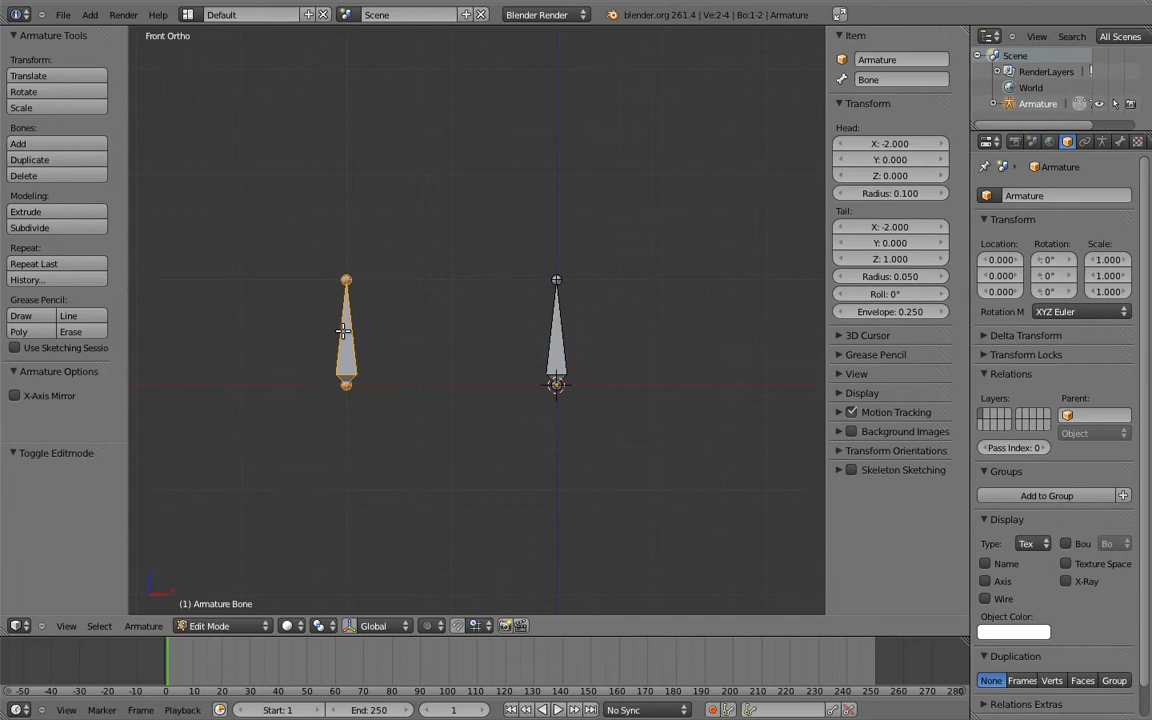 File Add Render Help Default Scene Blender Render blender.org 261.4 | Ve:2-4 | Bo:1-2 | Armature
Armature Tools
Transform:
Translate
Rotate
Scale
Bones:
Add
Duplicate
Delete
Modeling:
Extrude
Subdivide
Repeat:
Repeat Last
History...
Grease Pencil:
Draw Line
Poly Erase
Use Sketching Sessio
Armature Options
X-Axis Mirror
Toggle Editmode
Front Ortho
(1) Armature Bone
Item
Armature
Bone
Transform
Head:
X: -2.000
Y: 0.000
Z: 0.000
Radius: 0.100
Tail:
X: -2.000
Y: 0.000
Z: 1.000
Radius: 0.050
Roll: 0°
Envelope: 0.250
3D Cursor
Grease Pencil
View
Display
Motion Tracking
Background Images
Transform Orientations
Skeleton Sketching
View Search All Scenes
Scene
RenderLayers
World
Armature
Armature
Armature
Transform
Location: Rotation: Scale:
0.000 0° 1.000
0.000 0° 1.000
0.000 0° 1.000
Rotation M XYZ Euler
Delta Transform
Transform Locks
Relations
Layers: Parent:
Object
Pass Index: 0
Groups
Add to Group
Display
Type: Tex Bou Bo
Name Texture Space
Axis X-Ray
Wire
Object Color:
Duplication
None Frames Verts Faces Group
Relations Extras
View Select Armature Edit Mode Global
-50 -40 -30 -20 -10 0 10 20 30 40 50 60 70 80 90 100 110 120 130 140 150 160 170 180 190 200 210 220 230 240 250 260 270 280
View Marker Frame Playback Start: 1 End: 250 1 No Sync